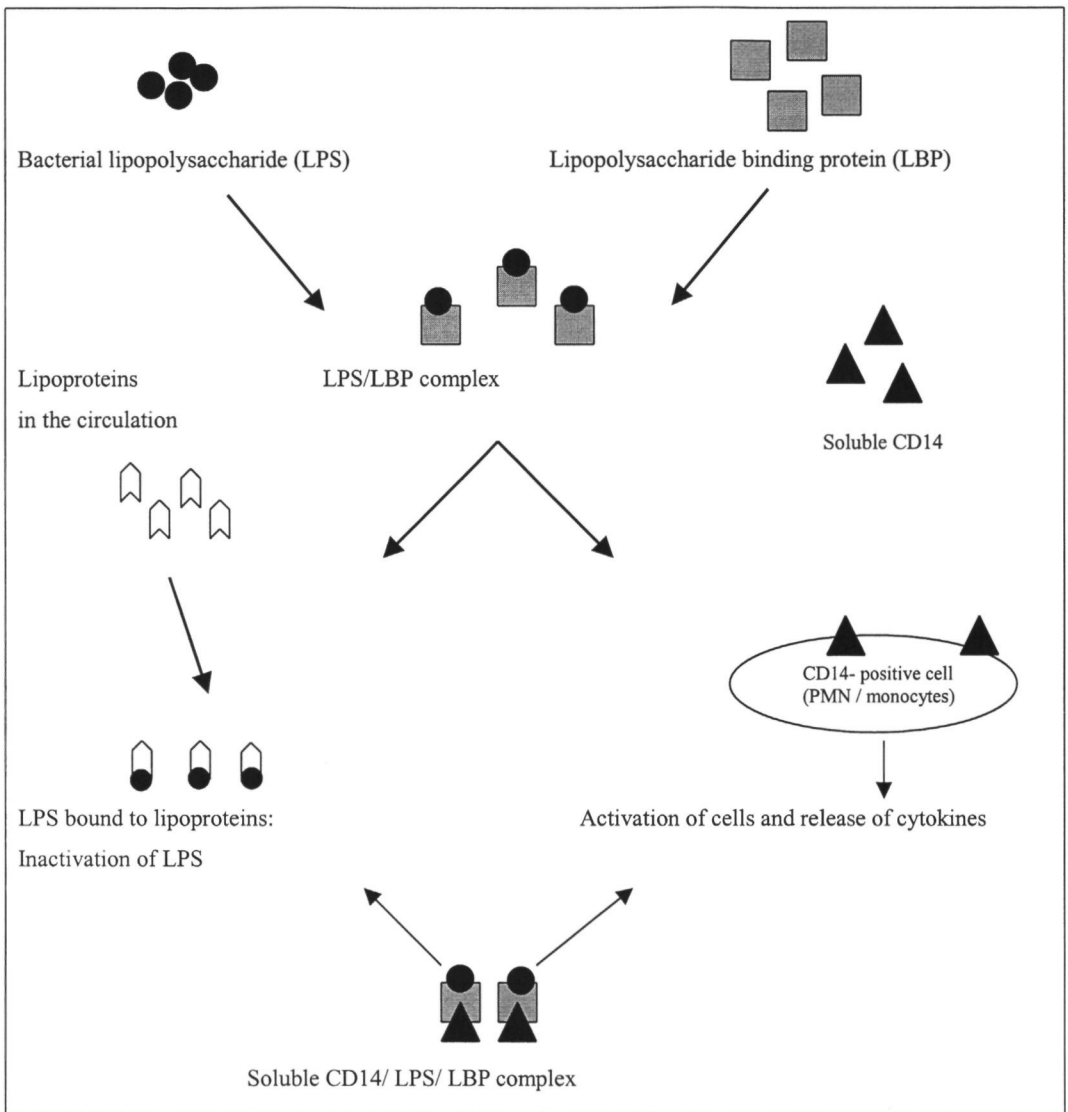 Bacterial lipopolysaccharide (LPS)
Lipopolysaccharide binding protein (LBP)
Lipoproteins
in the circulation
LPS/LBP complex
Soluble CD14
CD14- positive cell
(PMN / monocytes)
LPS bound to lipoproteins:
Inactivation of LPS
Activation of cells and release of cytokines
Soluble CD14/ LPS/ LBP complex